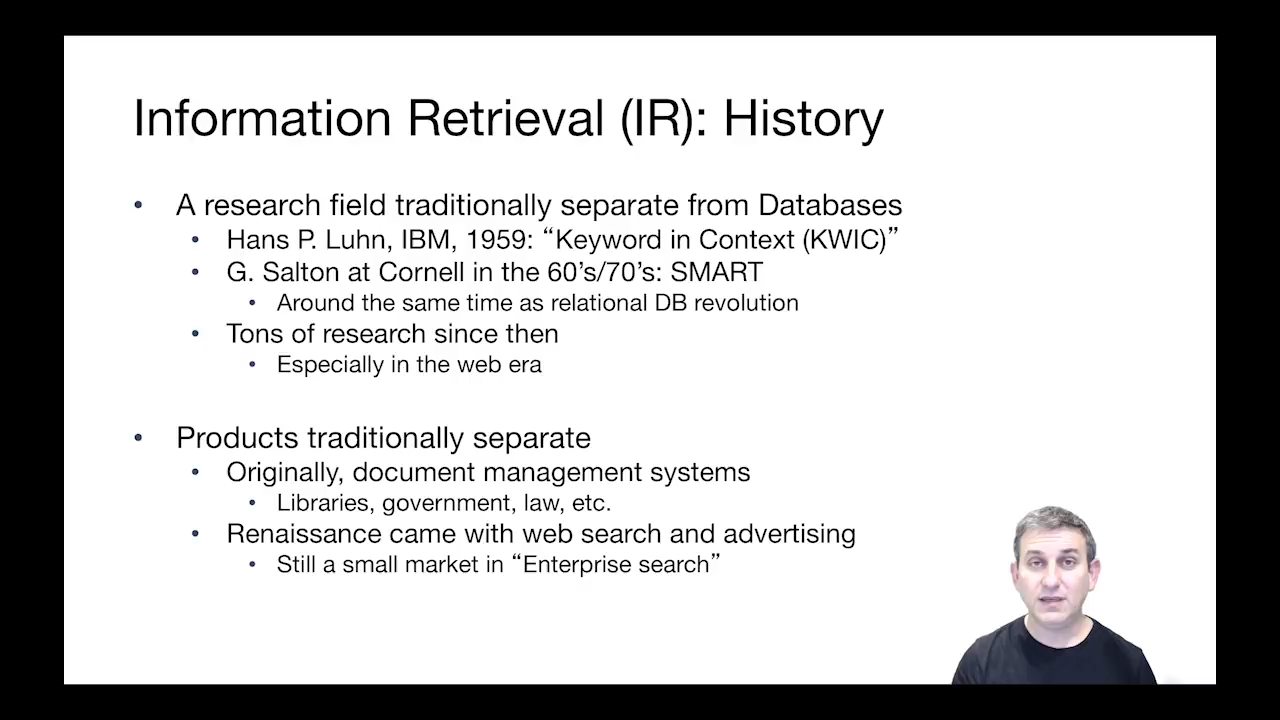 Information Retrieval (IR): History
• A research field traditionally separate from Databases
• Hans P. Luhn, IBM, 1959: “Keyword in Context (KWIC)”
• G. Salton at Cornell in the 60’s/70’s: SMART
• Around the same time as relational DB revolution
• Tons of research since then
• Especially in the web era
• Products traditionally separate
• Originally, document management systems
• Libraries, government, law, etc.
• Renaissance came with web search and advertising
• Still a small market in “Enterprise search”